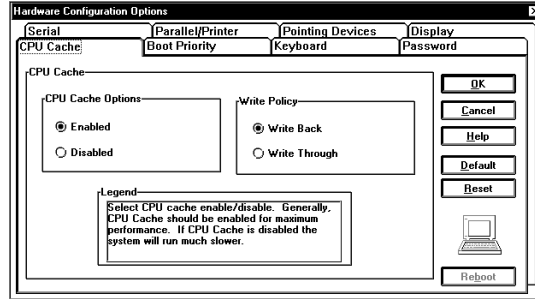 Hardware Configuration Options
Serial
Parallel/Printer
Pointing Devices
Display
CPU Cache
Boot Priority
Keyboard
Password
CPU Cache
CPU Cache Options
Enabled
Disabled
Write Policy
Write Back
Write Through
Legend
Select CPU cache enable/disable. Generally,
CPU Cache should be enabled for maximum
performance. If CPU Cache is disabled the
system will run much slower.
OK
Cancel
Help
Default
Reset
Reboot